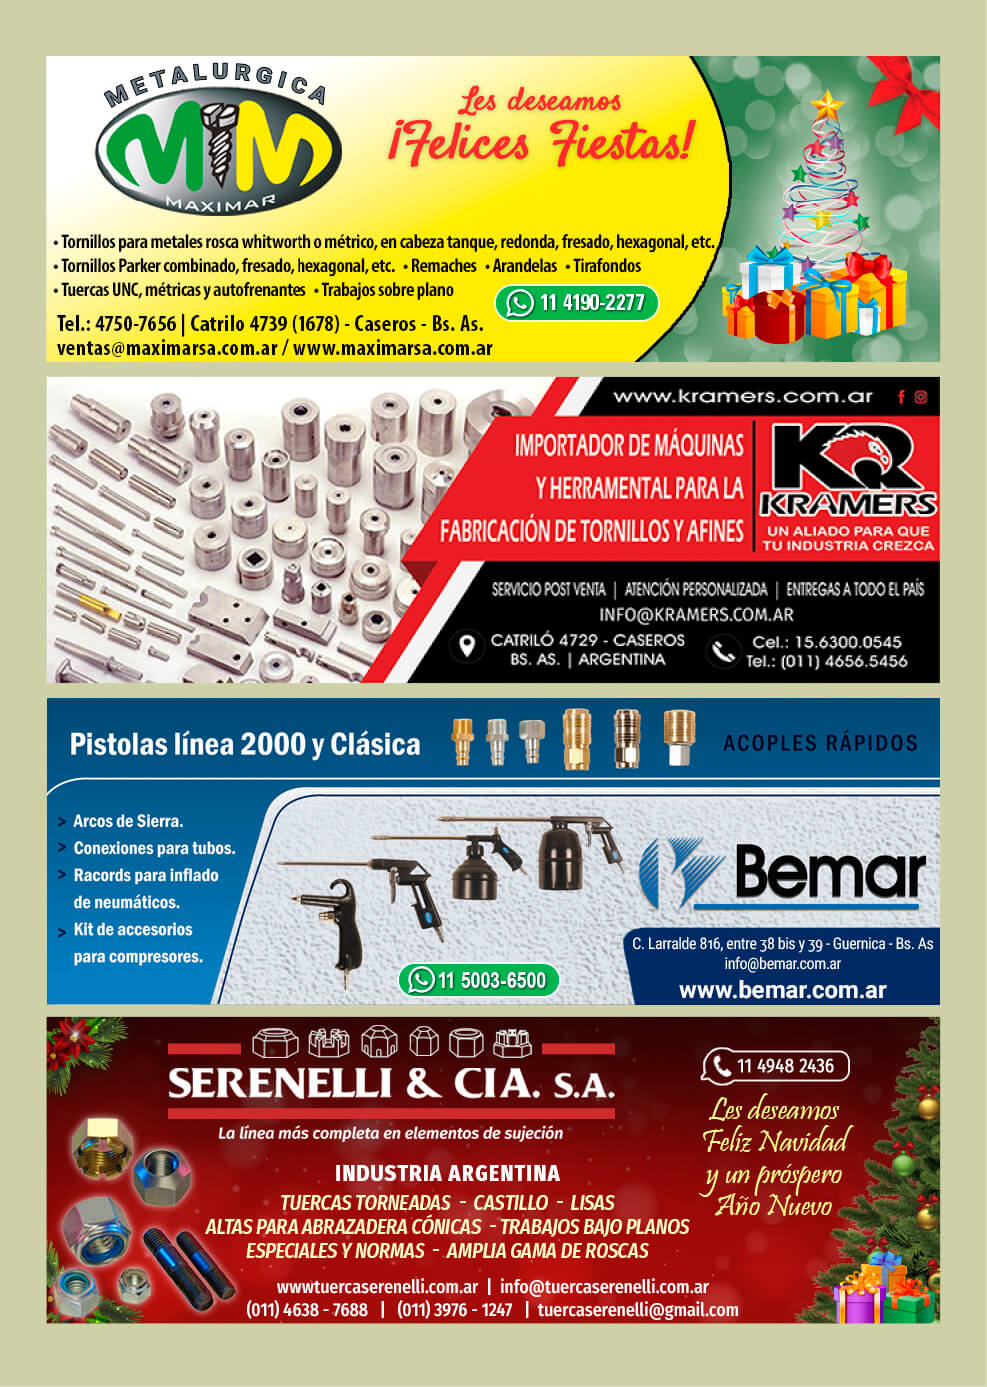 METALURGICA
MM
MAXIMAR
Les deseamos
¡Felices Fiestas!
• Tornillos para metales rosca whitworth o métrico, en cabeza tanque, redonda, fresado, hexagonal, etc.
• Tornillos Parker combinado, fresado, hexagonal, etc. • Remaches • Arandelas • Tirafondos
• Tuercas UNC, métricas y autofrenantes • Trabajos sobre plano
11 4190-2277
Tel.: 4750-7656 | Catrilo 4739 (1678) - Caseros - Bs. As.
ventas@maximarsa.com.ar / www.maximarsa.com.ar
www.kramers.com.ar
IMPORTADOR DE MÁQUINAS
Y HERRAMENTAL PARA LA
FABRICACIÓN DE TORNILLOS Y AFINES
KR
KRAMERS
UN ALIADO PARA QUE
TU INDUSTRIA CREZCA
SERVICIO POST VENTA | ATENCIÓN PERSONALIZADA | ENTREGAS A TODO EL PAÍS
INFO@KRAMERS.COM.AR
CATRILÓ 4729 - CASEROS
BS. AS. | ARGENTINA
Cel.: 15.6300.0545
Tel.: (011) 4656.5456
Pistolas línea 2000 y Clásica
ACOPLES RÁPIDOS
> Arcos de Sierra.
> Conexiones para tubos.
> Racords para inflado
de neumáticos.
> Kit de accesorios
para compresores.
Bemar
11 5003-6500
C. Larralde 816, entre 38 bis y 39 - Guernica - Bs. As
info@bemar.com.ar
www.bemar.com.ar
SERENELLI & CIA. S.A.
La línea más completa en elementos de sujeción
11 4948 2436
Les deseamos
Feliz Navidad
y un próspero
Año Nuevo
INDUSTRIA ARGENTINA
TUERCAS TORNEADAS - CASTILLO - LISAS
ALTAS PARA ABRAZADERA CÓNICAS - TRABAJOS BAJO PLANOS
ESPECIALES Y NORMAS - AMPLIA GAMA DE ROSCAS
wwwtuercaserenelli.com.ar | info@tuercaserenelli.com.ar
(011) 4638 - 7688 | (011) 3976 - 1247 | tuercaserenelli@gmail.com